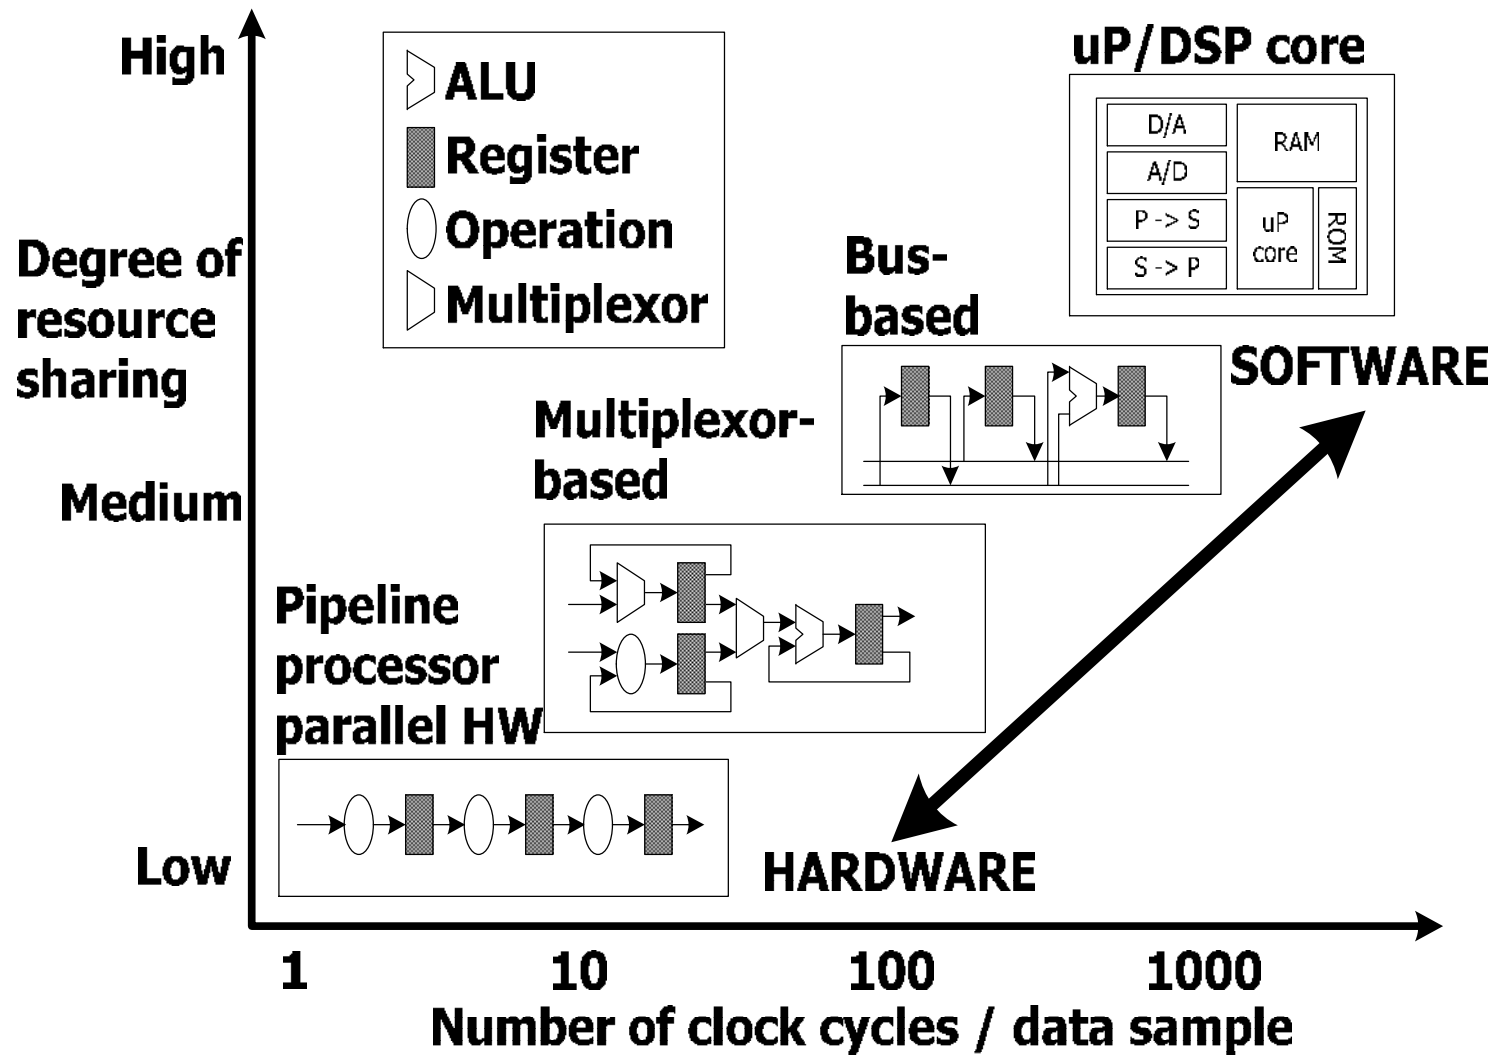 High
ALU
Register
Operation
Multiplexor
uP/DSP core
D/A
A/D
P -> S
S -> P
RAM
uP
core
ROM
Degree of
resource
sharing
Bus-
based
SOFTWARE
Multiplexor-
based
Medium
Pipeline
processor
parallel HW
Low
HARDWARE
1
10
100
1000
Number of clock cycles / data sample